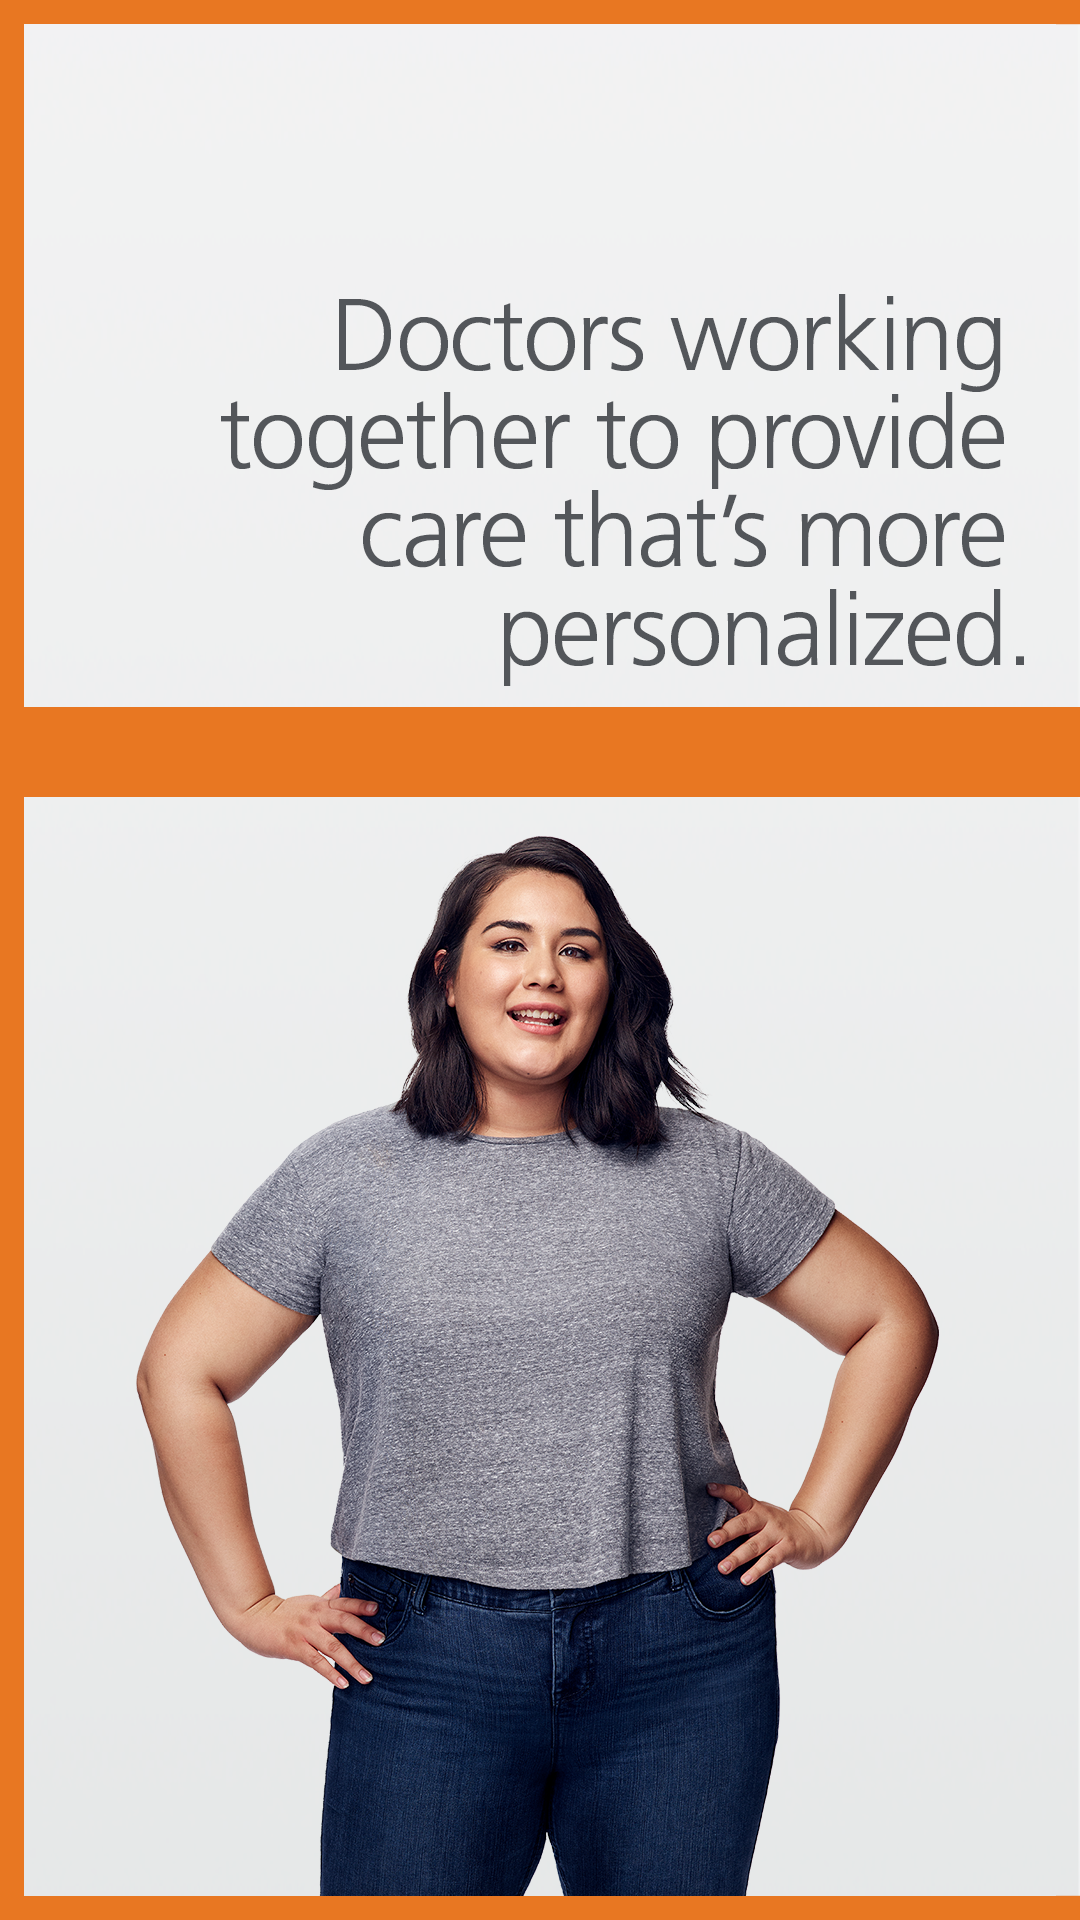 Doctors working
together to provide
care that’s more
personalized.